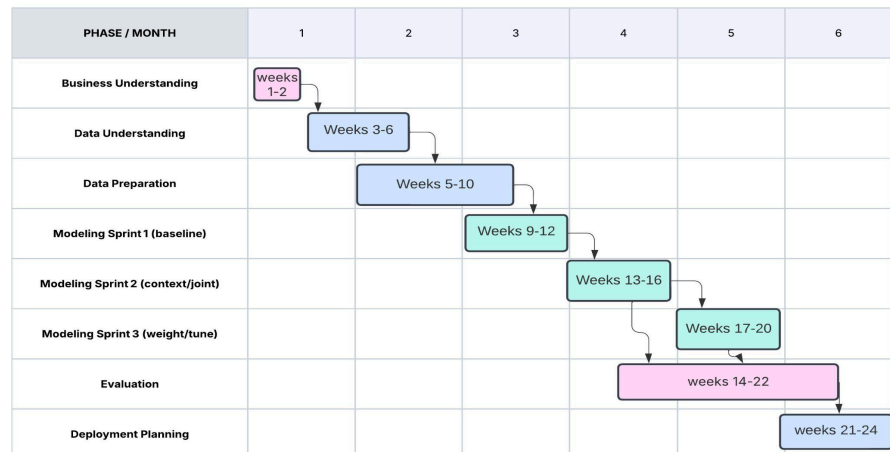 PHASE / MONTH 1 2 3 4 5 6
Business Understanding
weeks
1-2
Data Understanding
Weeks 3-6
Data Preparation
Weeks 5-10
Modeling Sprint 1 (baseline)
Weeks 9-12
Modeling Sprint 2 (context/joint)
Weeks 13-16
Modeling Sprint 3 (weight/tune)
Weeks 17-20
Evaluation
weeks 14-22
Deployment Planning
weeks 21-24